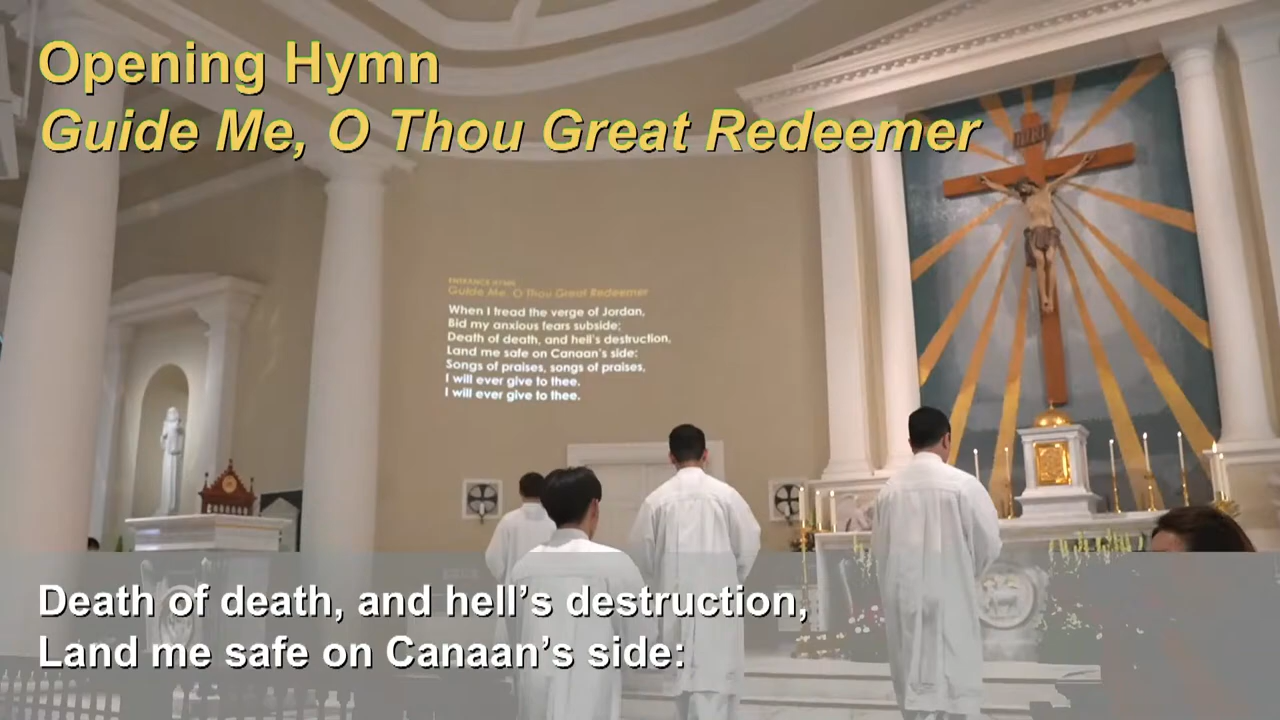 Opening Hymn
Guide Me, O Thou Great Redeemer
INRI
ENTRANCE HYMN
Guide Me, O Thou Great Redeemer
When I tread the verge of Jordan,
Bid my anxious fears subside;
Death of death, and hell's destruction,
Land me safe on Canaan's side:
Songs of praises, songs of praises,
I will ever give to thee.
I will ever give to thee.
Death of death, and hell’s destruction,
Land me safe on Canaan’s side: